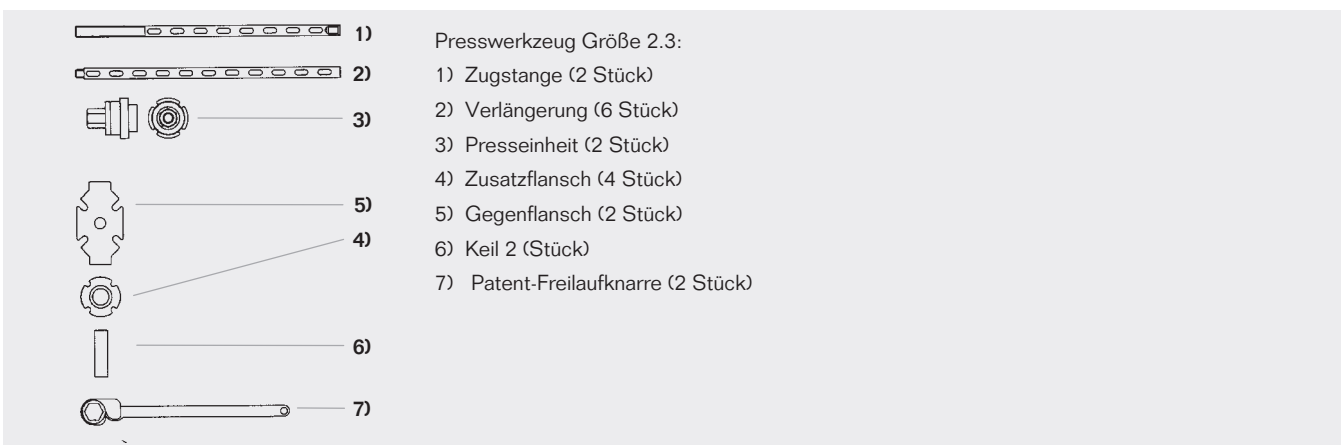 1)
2)
3)
5)
4)
6)
7)
Presswerkzeug Größe 2.3:
1) Zugstange (2 Stück)
2) Verlängerung (6 Stück)
3) Presseinheit (2 Stück)
4) Zusatzflansch (4 Stück)
5) Gegenflansch (2 Stück)
6) Keil 2 (Stück)
7) Patent-Freilaufknarre (2 Stück)